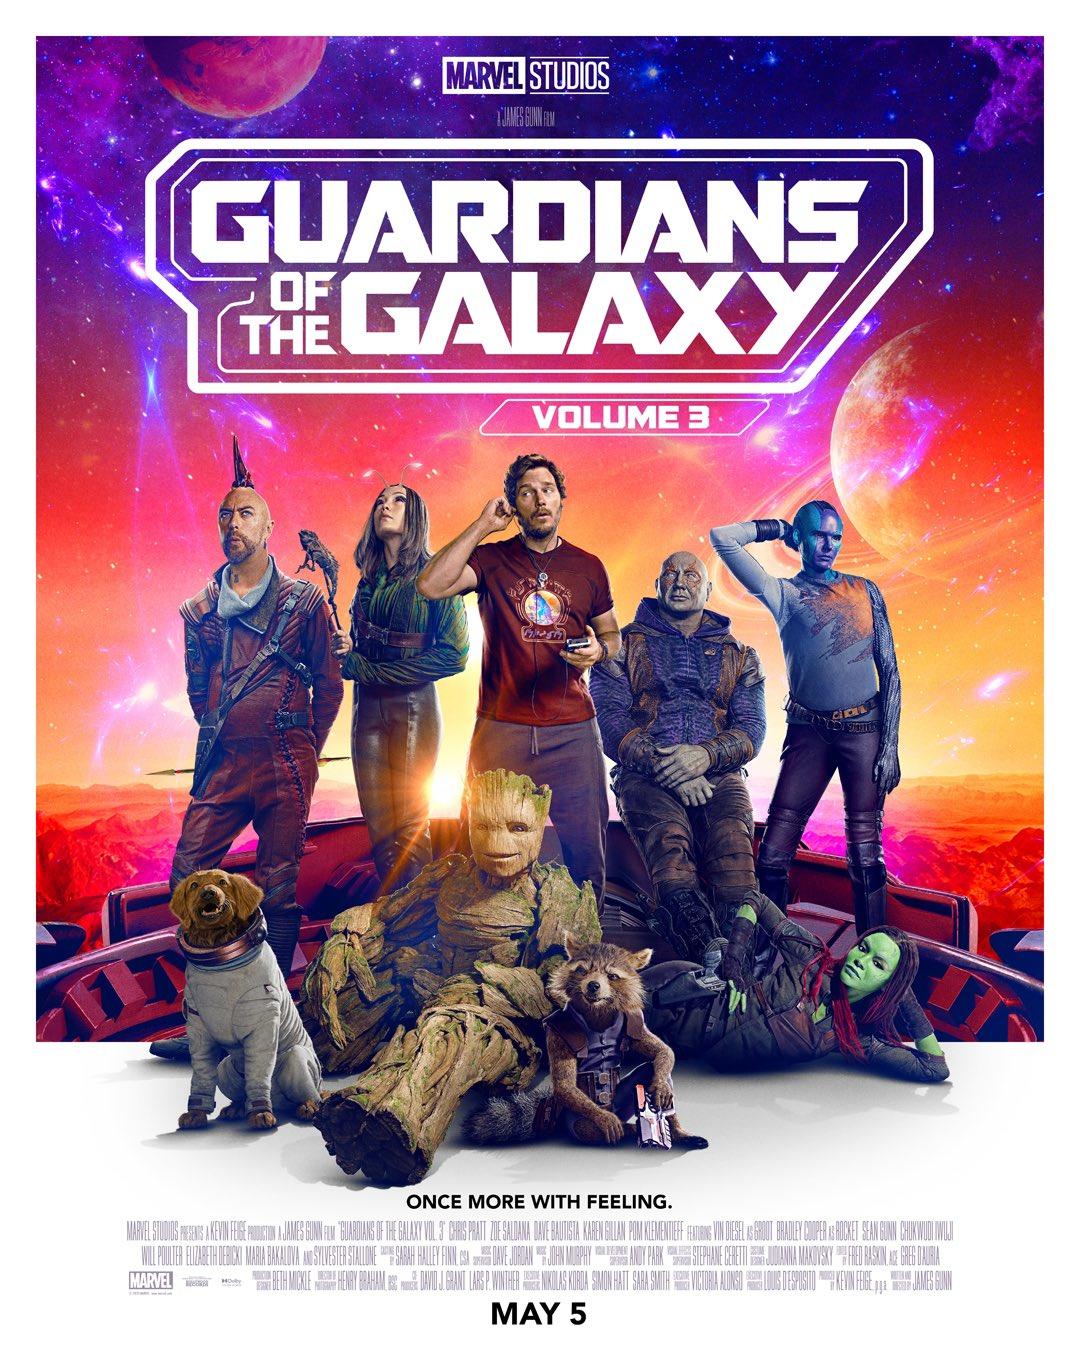 MARVEL STUDIOS
A JAMES GUNN FILM
GUARDIANS
OF
THE GALAXY
VOLUME 3
ONCE MORE WITH FEELING.
MARVEL STUDIOS PRESENTS A KEVIN FEIGE PRODUCTION A JAMES GUNN FILM "GUARDIANS OF THE GALAXY VOL. 3" CHRIS PRATT ZOE SALDAÑA DAVE BAUTISTA KAREN GILLAN POM KLEMENTIEFF FEATURING VIN DIESEL AS GROOT BRADLEY COOPER AS ROCKET SEAN GUNN CHUKWUDI IWUJI
WILL POULTER ELIZABETH DEBICKI MARIA BAKALOVA AND SYLVESTER STALLONE CASTING BY SARAH HALLEY FINN, CSA MUSIC SUPERVISOR DAVE JORDAN MUSIC BY JOHN MURPHY VISUAL DEVELOPMENT SUPERVISOR ANDY PARK VISUAL EFFECTS SUPERVISOR STEPHANE CERETTI COSTUME DESIGNER JUDIANNA MAKOVSKY EDITED BY FRED RASKIN, ACE GREG D'AURIA
MARVEL PRODUCTION DESIGNER BETH MICKLE DIRECTOR OF PHOTOGRAPHY HENRY BRAHAM, BSC CO-PRODUCERS DAVID J. GRANT LARS P. WINTHER EXECUTIVE PRODUCERS NIKOLAS KORDA SIMON HATT SARA SMITH EXECUTIVE PRODUCER VICTORIA ALONSO EXECUTIVE PRODUCER LOUIS D'ESPOSITO PRODUCED BY KEVIN FEIGE, p.g.a. WRITTEN AND DIRECTED BY JAMES GUNN
MAY 5